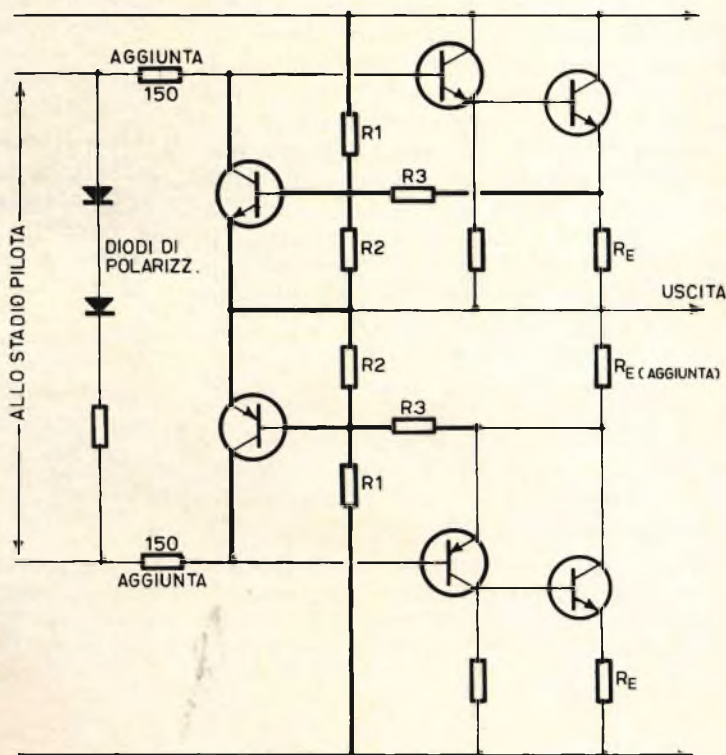 AGGIUNTA
150
R1
R3
DIODI DI
POLARIZZ.
R2
RE
USCITA
ALLO STADIO PILOTA
R2
RE (AGGIUNTA)
R3
R1
150
AGGIUNTA
RE